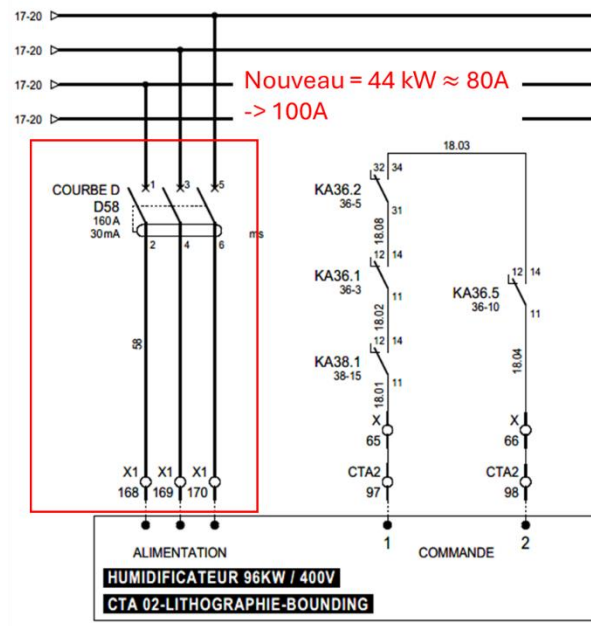 17-20
17-20
17-20
17-20
Nouveau = 44 kW ≈ 80A
-> 100A
18.03
COURBE D
D58
160A
30mA
1
3
5
2
4
6
ms
58
X1
168
X1
169
X1
170
KA36.2
36-5
32
34
31
18.08
KA36.1
36-3
12
14
11
18.02
KA38.1
38-15
12
14
11
18.01
X
65
CTA2
97
KA36.5
36-10
12
14
11
18.04
X
66
CTA2
98
ALIMENTATION
1
COMMANDE
2
HUMIDIFICATEUR 96KW / 400V
CTA 02-LITHOGRAPHIE-BOUNDING